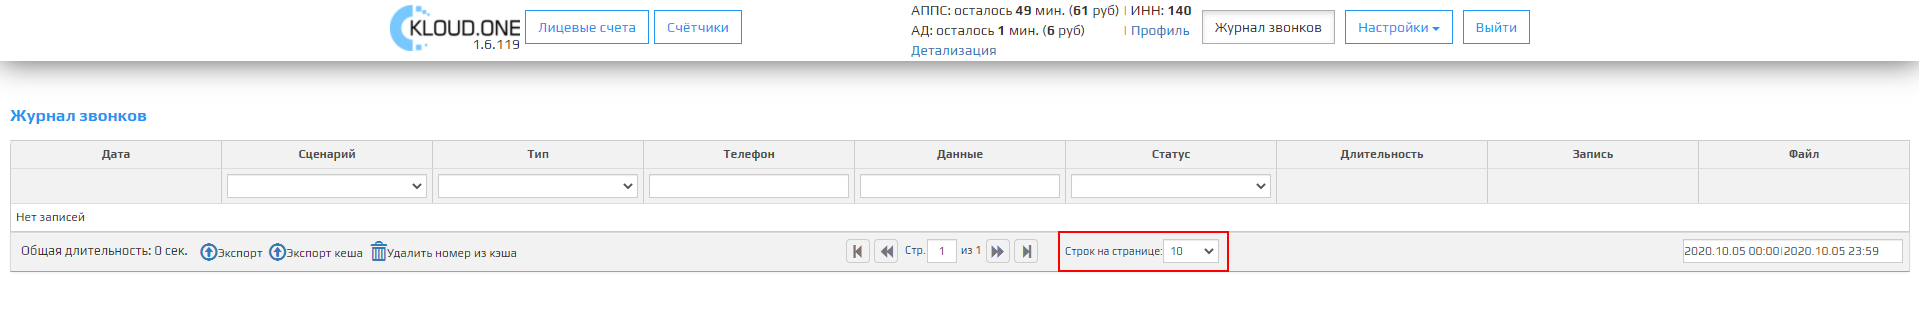 KLOUD.ONE
1.6.119
Лицевые счета
Счётчики
АППС: осталось 49 мин. (61 руб) | ИНН: 140
АД: осталось 1 мин. (6 руб) | Профиль
Детализация
Журнал звонков
Настройки
Выйти
Журнал звонков
Дата Сценарий Тип Телефон Данные Статус Длительность Запись Файл
Нет записей
Общая длительность: 0 сек. Экспорт Экспорт кеша Удалить номер из кэша Стр. 1 из 1 Строк на странице: 10 2020.10.05 00:00|2020.10.05 23:59